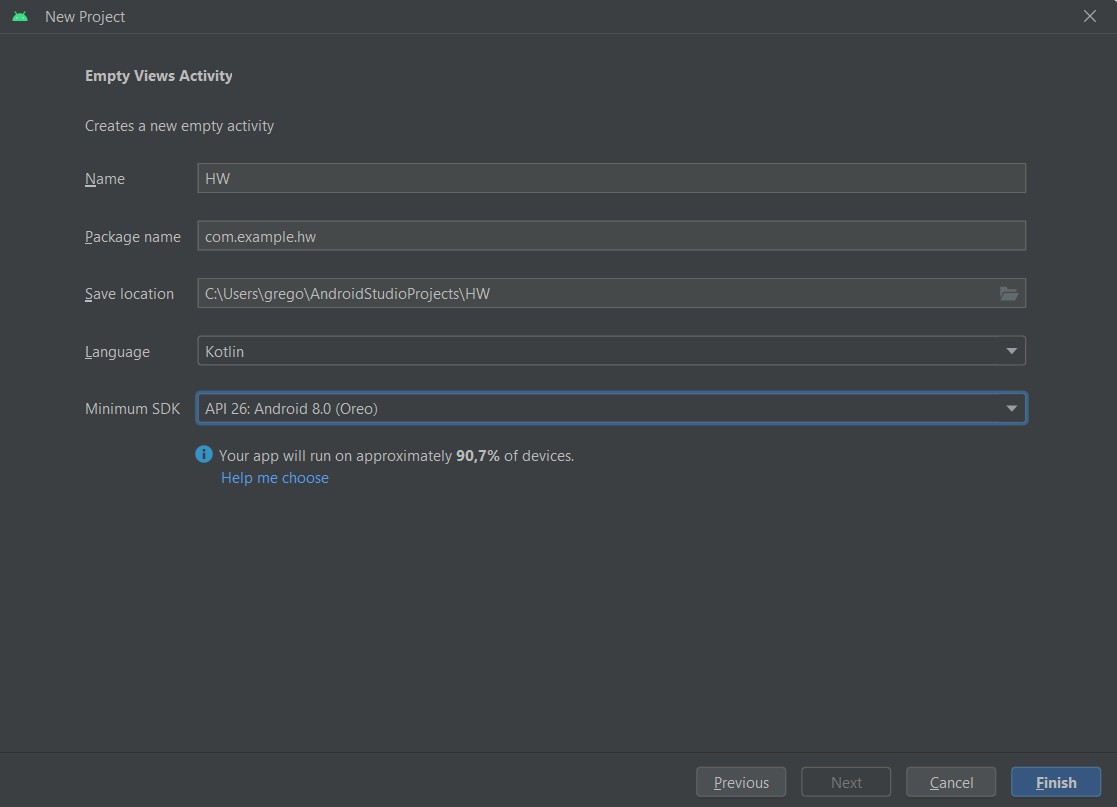 New Project
Empty Views Activity
Creates a new empty activity
Name HW
Package name com.example.hw
Save location C:\Users\grego\AndroidStudioProjects\HW
Language Kotlin
Minimum SDK API 26: Android 8.0 (Oreo)
Your app will run on approximately 90,7% of devices.
Help me choose
Previous Next Cancel Finish